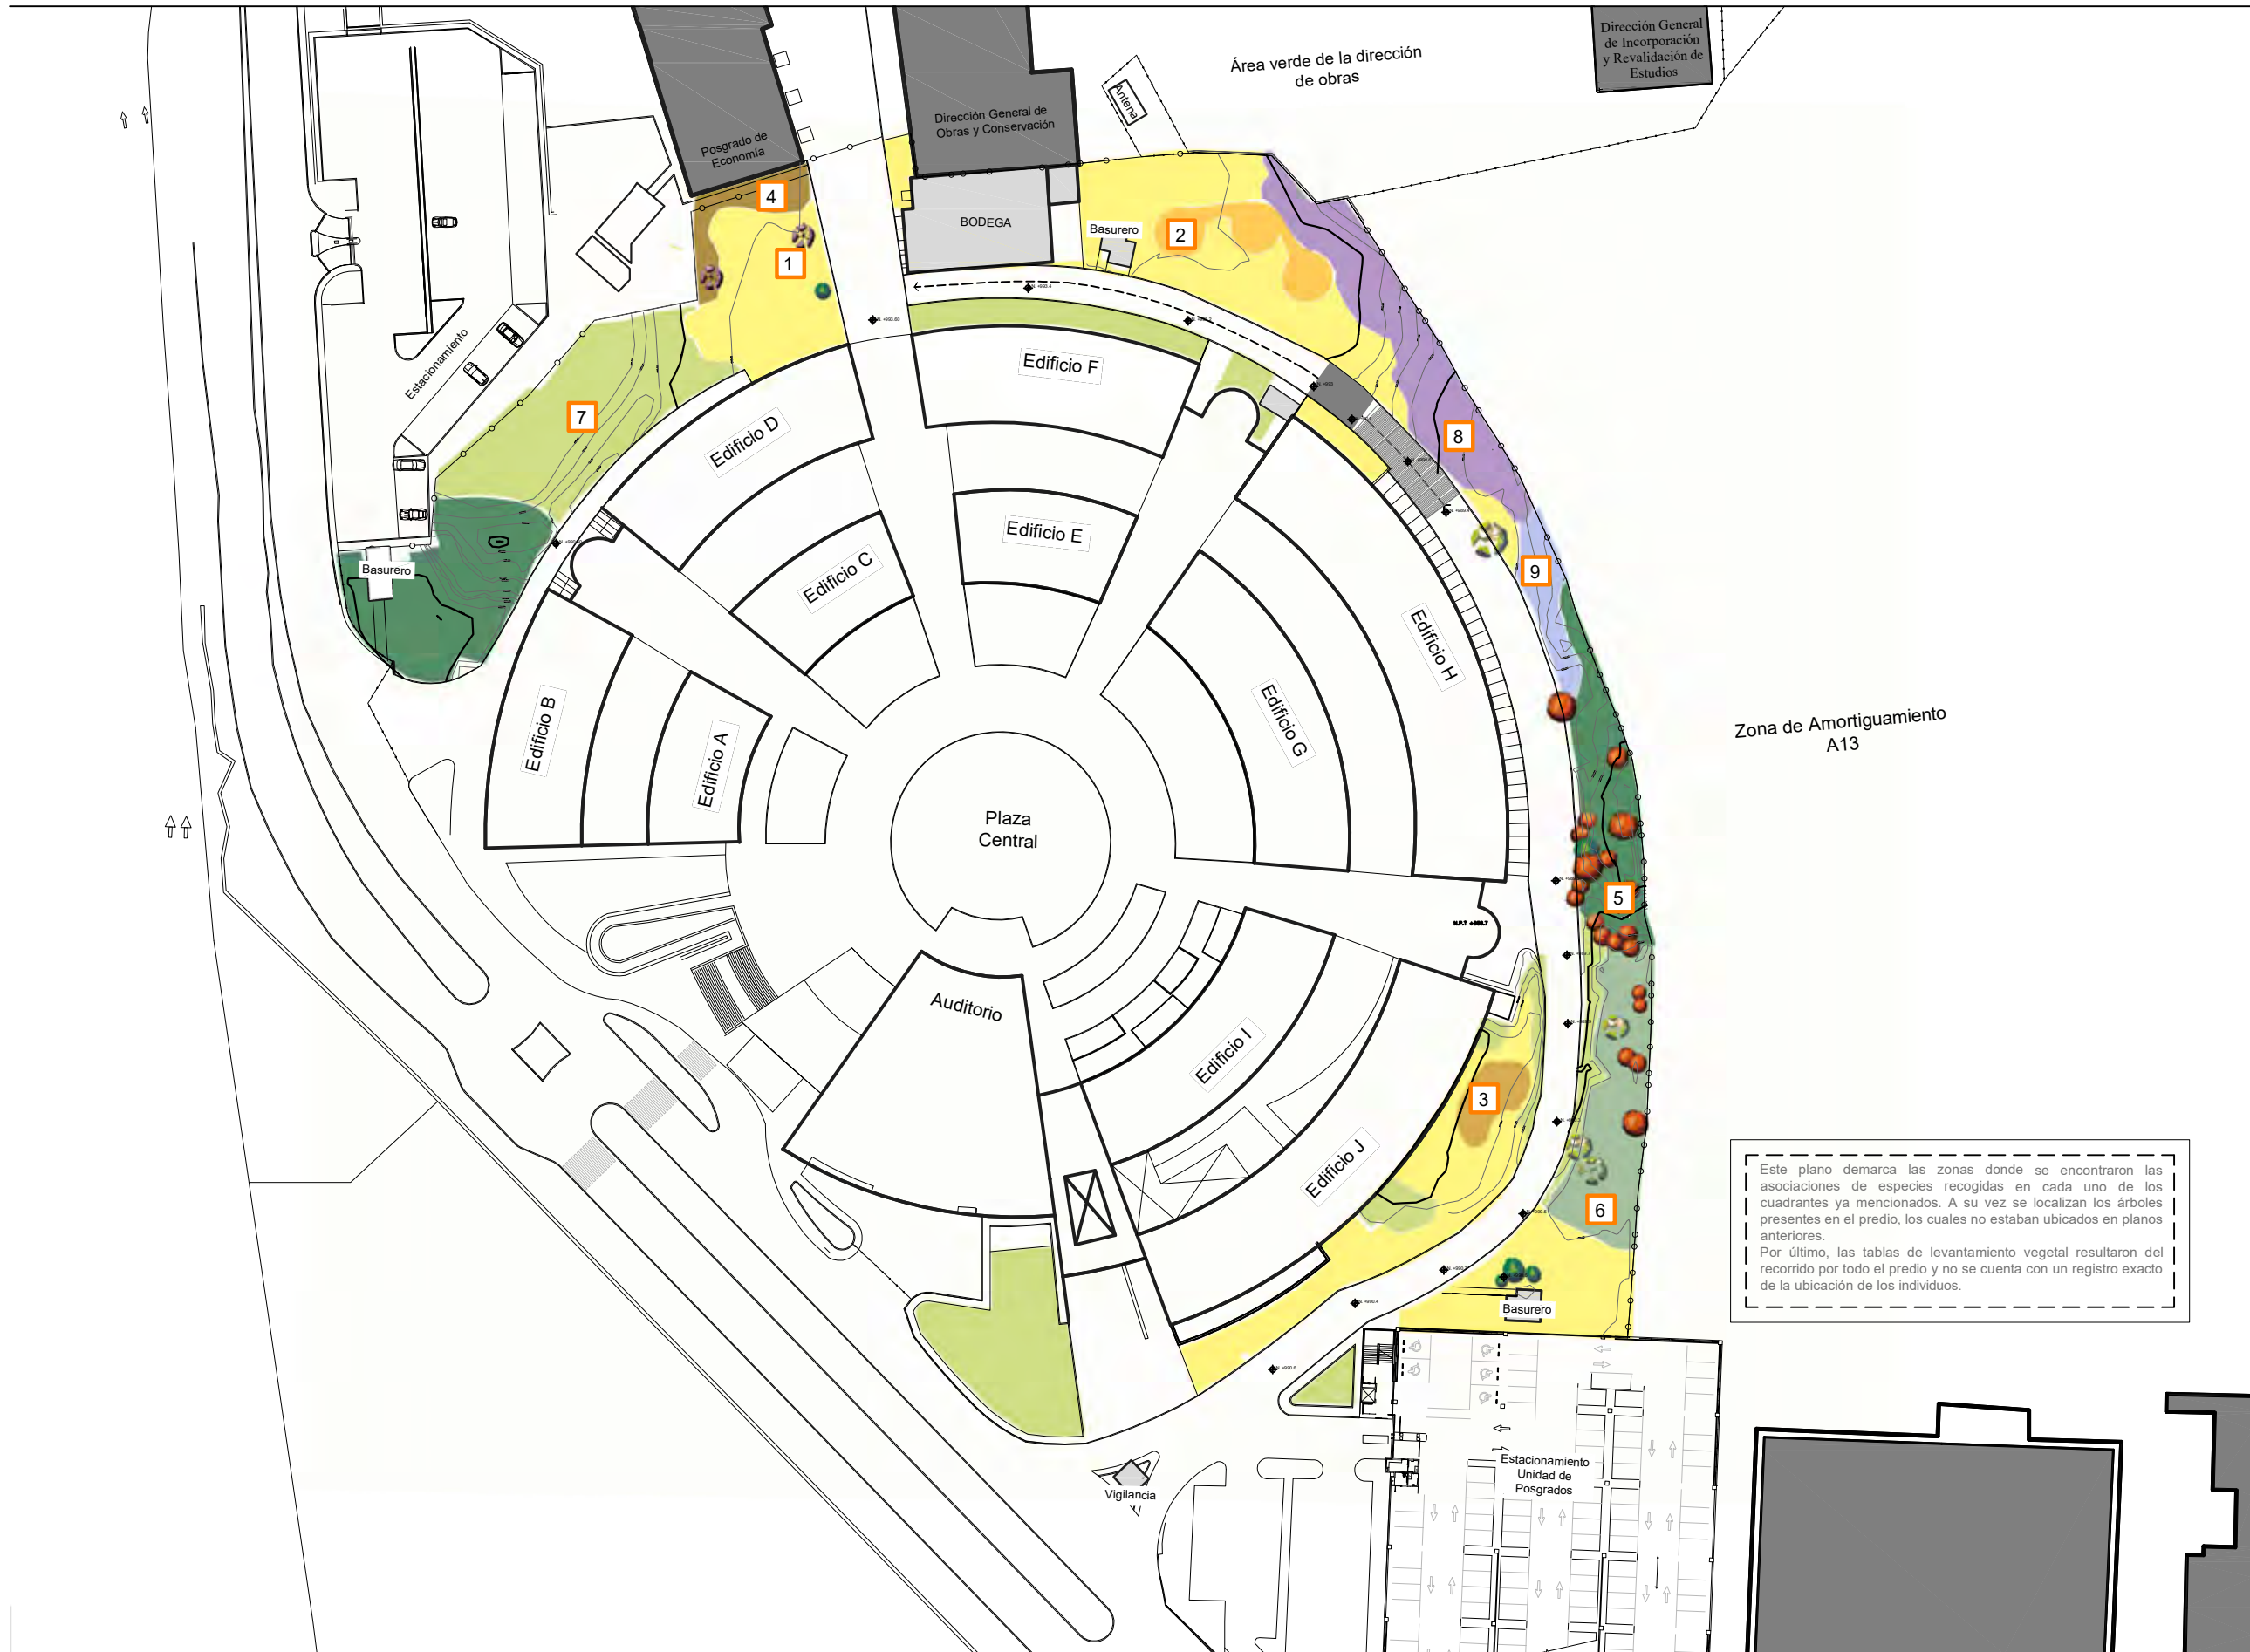 Dirección General
de Incorporación
y Revalidación de
Estudios
Área verde de la dirección
de obras
Antena
Dirección General de
Obras y Conservación
Posgrado de
Economía
4
BODEGA
Basurero
2
1
Estacionamiento
7
Edificio F
Edificio D
8
Edificio E
Edificio C
Basurero
9
Edificio H
Edificio B
Edificio A
Edificio G
Zona de Amortiguamiento
A13
Plaza
Central
5
Auditorio
Edificio I
3
Edificio J
6
Este plano demarca las zonas donde se encontraron las
asociaciones de especies recogidas en cada uno de los
cuadrantes ya mencionados. A su vez se localizan los árboles
presentes en el predio, los cuales no estaban ubicados en planos
anteriores.
Por último, las tablas de levantamiento vegetal resultaron del
recorrido por todo el predio y no se cuenta con un registro exacto
de la ubicación de los individuos.
Basurero
Estacionamiento
Unidad de
Posgrados
Vigilancia